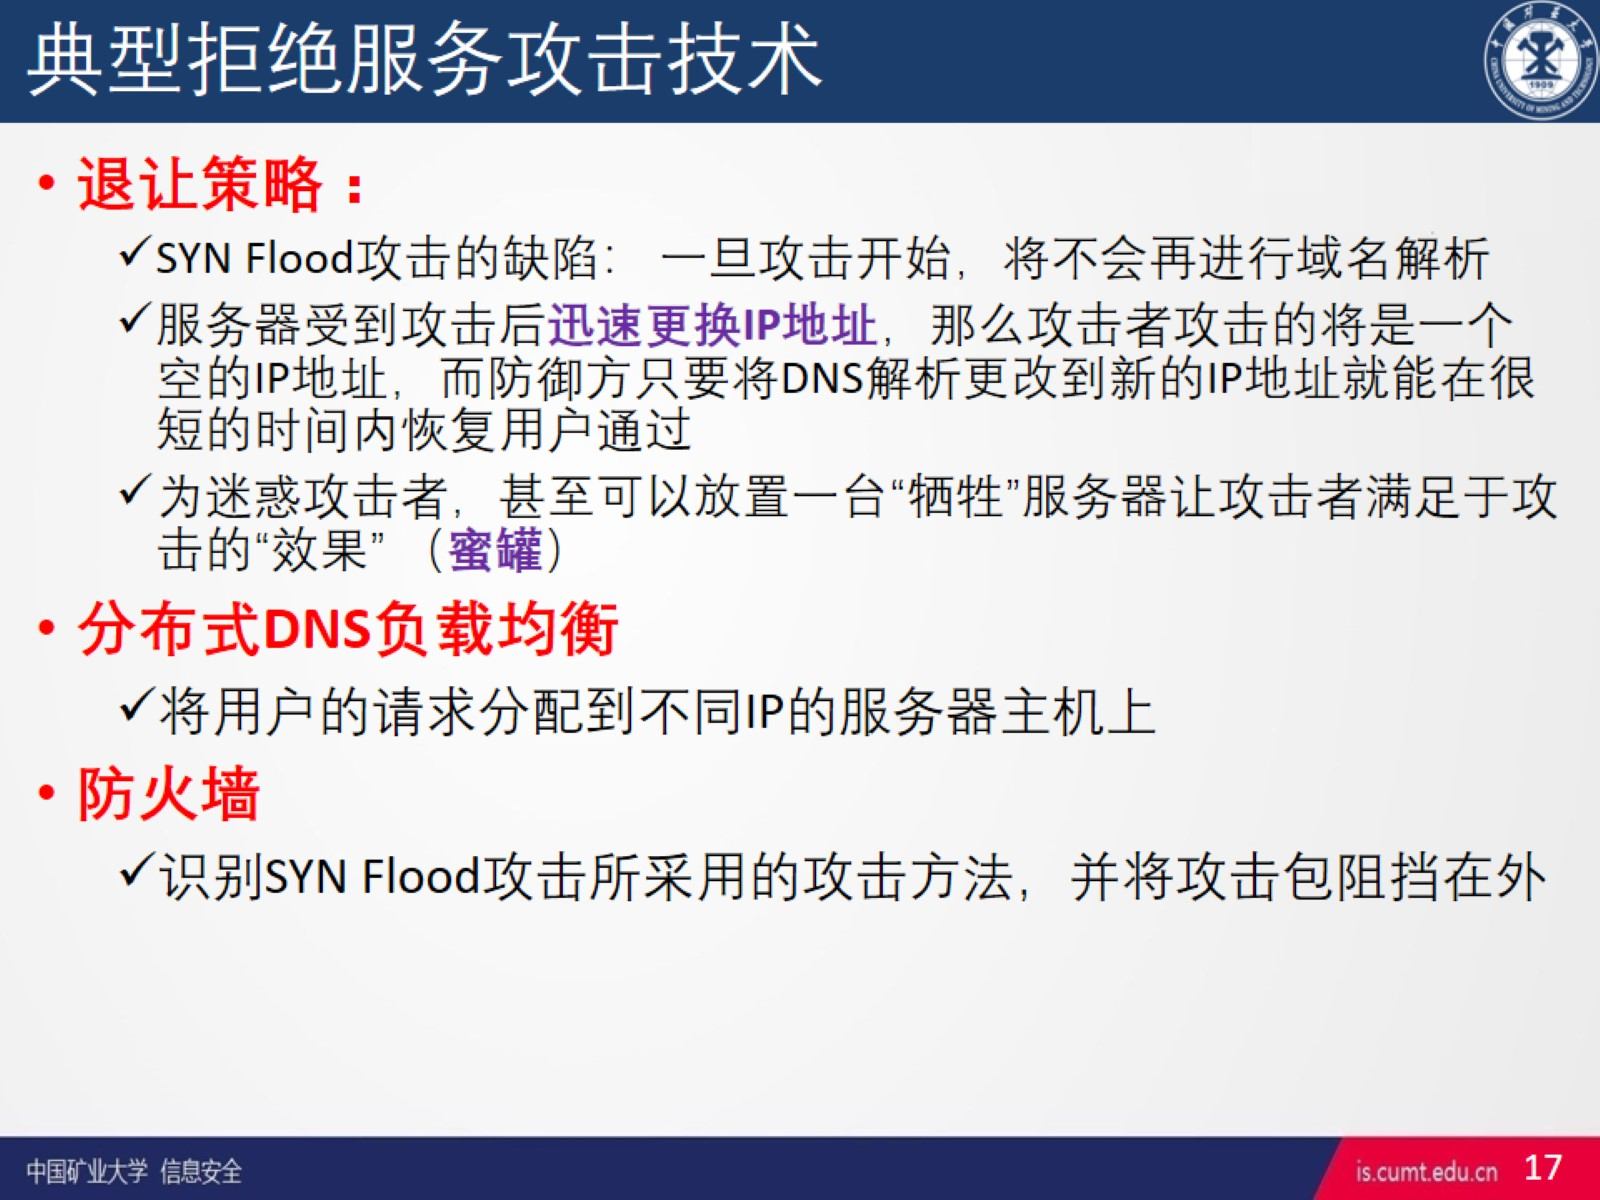 典型拒绝服务攻击技术
CHINA UNIVERSITY OF MINING AND TECHNOLOGY
1909
• 退让策略：
✓SYN Flood攻击的缺陷： 一旦攻击开始，将不会再进行域名解析
✓服务器受到攻击后迅速更换IP地址，那么攻击者攻击的将是一个
空的IP地址，而防御方只要将DNS解析更改到新的IP地址就能在很
短的时间内恢复用户通过
✓为迷惑攻击者，甚至可以放置一台“牺牲”服务器让攻击者满足于攻
击的“效果” （蜜罐）
• 分布式DNS负载均衡
✓将用户的请求分配到不同IP的服务器主机上
• 防火墙
✓识别SYN Flood攻击所采用的攻击方法，并将攻击包阻挡在外
中国矿业大学 信息安全
is.cumt.edu.cn 17